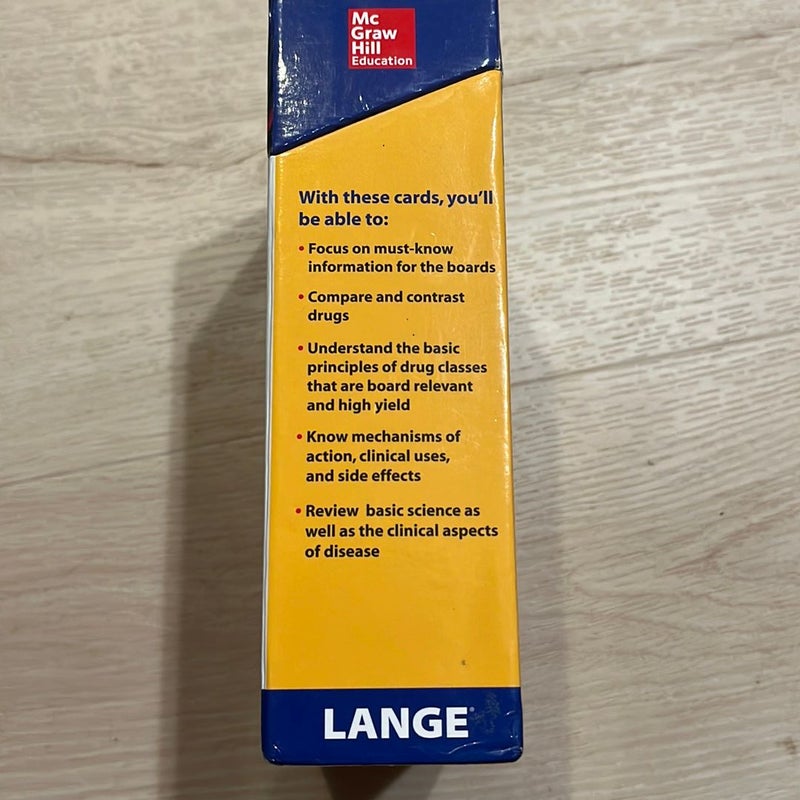 Mc
Graw
Hill
Education
With these cards, you'll
be able to:
• Focus on must-know
information for the boards
• Compare and contrast
drugs
• Understand the basic
principles of drug classes
that are board relevant
and high yield
• Know mechanisms of
action, clinical uses,
and side effects
• Review basic science as
well as the clinical aspects
of disease
LANGE®